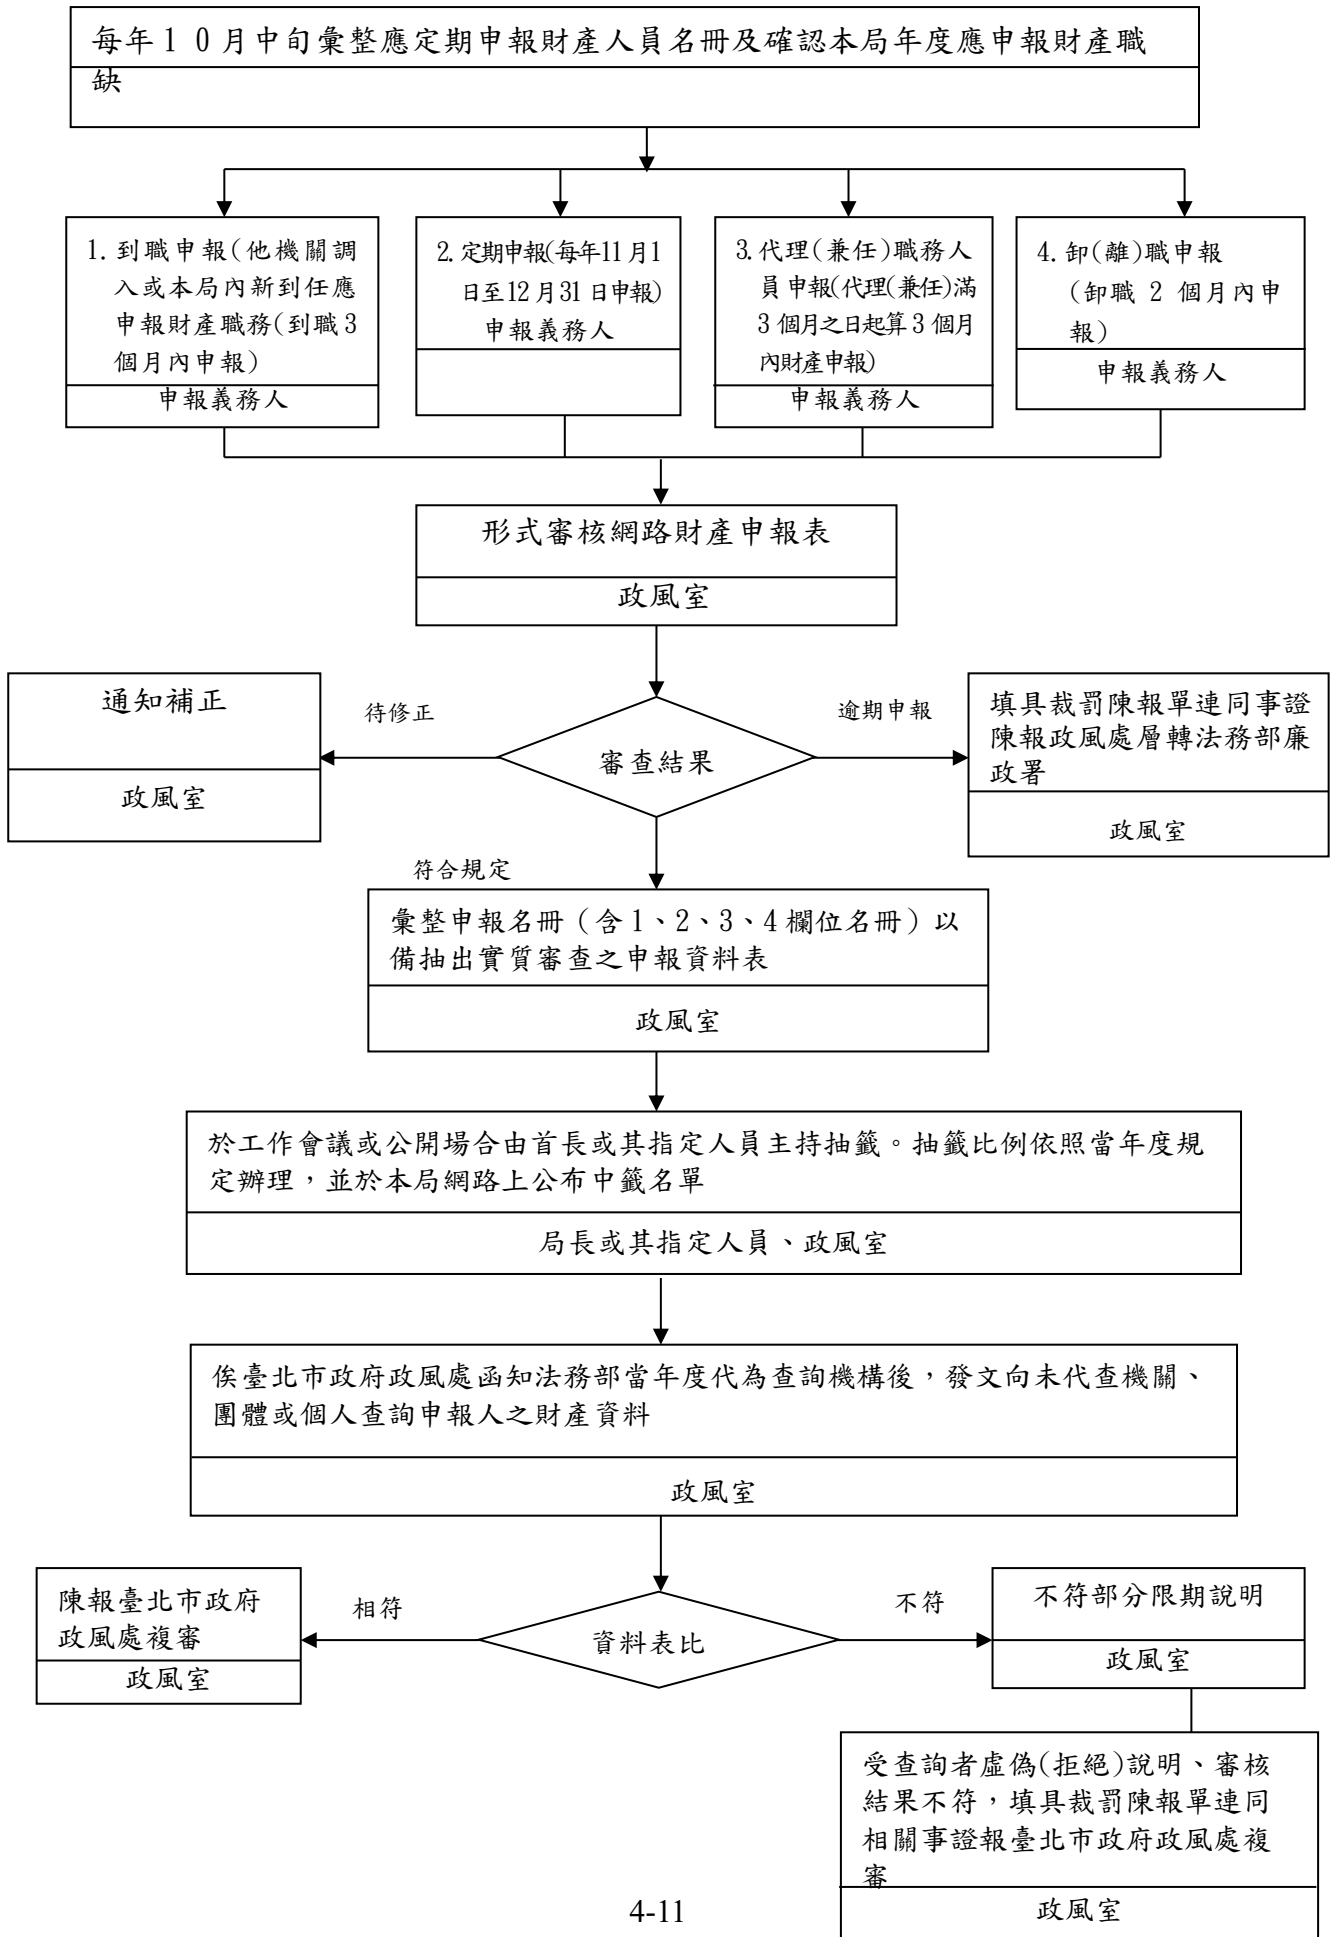 每年１０月中旬彙整應定期申報財產人員名冊及確認本局年度應申報財產職
缺
1. 到職申報(他機關調
入或本局內新到任應
申報財產職務(到職3
個月內申報)
申報義務人
2. 定期申報(每年11月1
日至12月31日申報)
申報義務人
3. 代理(兼任)職務人
員申報(代理(兼任)滿
3個月之日起算3個月
內財產申報)
申報義務人
4. 卸(離)職申報
(卸職 2 個月內申
報)
申報義務人
形式審核網路財產申報表
政風室
通知補正
政風室
待修正
審查結果
逾期申報
填具裁罰陳報單連同事證
陳報政風處層轉法務部廉
政署
政風室
符合規定
彙整申報名冊（含1、2、3、4欄位名冊）以
備抽出實質審查之申報資料表
政風室
於工作會議或公開場合由首長或其指定人員主持抽籤。抽籤比例依照當年度規
定辦理，並於本局網路上公布中籤名單
局長或其指定人員、政風室
俟臺北市政府政風處函知法務部當年度代為查詢機構後，發文向未代查機關、
團體或個人查詢申報人之財產資料
政風室
陳報臺北市政府
政風處複審
政風室
相符
資料表比
不符
不符部分限期說明
政風室
受查詢者虛偽(拒絕)說明、審核
結果不符，填具裁罰陳報單連同
相關事證報臺北市政府政風處複
審
政風室
4-11